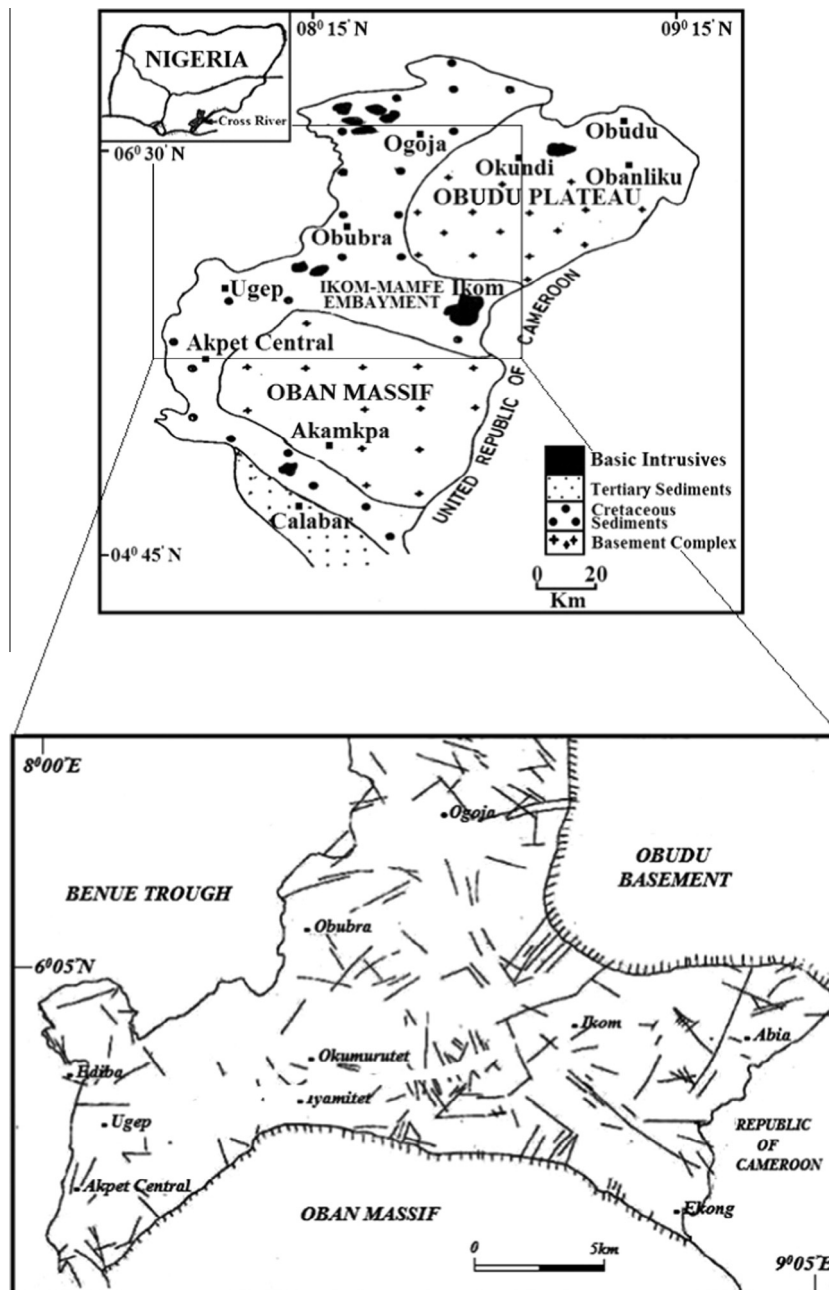 08⁰ 15' N
09⁰ 15'
NIGERIA
Cross River
06⁰ 30' N
Ogoja
Obudu
Okundi
Obanliku
OBUDU PLATEAU
Obubra
Ugep
IKOM-MAMFE
EMBAYMENT
Ikom
Akpet Central
OBAN MASSIF
Akamkpa
UNITED REPUBLIC OF CAMEROON
Calabar
04⁰ 45' N
Basic Intrusives
Tertiary Sediments
Cretaceous
Sediments
Basement Complex
0 20
Km
8⁰00'E
Ogoja
OBUDU
BASEMENT
BENUE TROUGH
Obubra
6⁰05'N
Ikom
Abia
Okumurutet
Ediba
Iyamitet
Ugep
REPUBLIC
OF
CAMEROON
Akpet Central
Ekong
OBAN MASSIF
0 5km
9⁰05'E